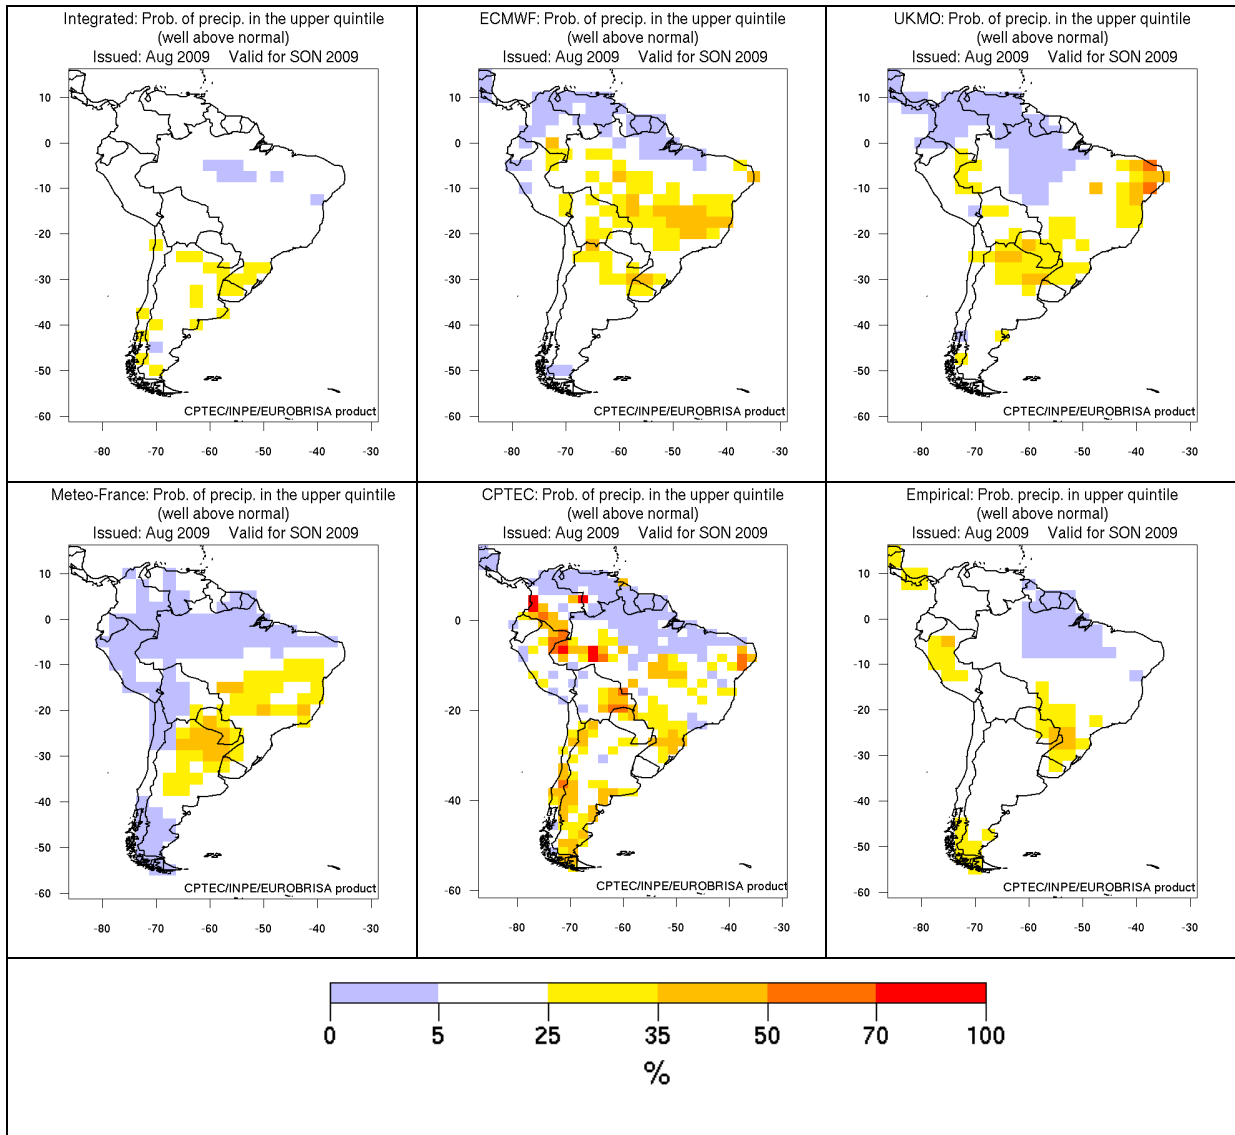 Integrated: Prob. of precip. in the upper quintile
(well above normal)
Issued: Aug 2009 Valid for SON 2009
10
0
-10
-20
-30
-40
-50
-60
CPTEC/INPE/EUROBRISA product
-80 -70 -60 -50 -40 -30
ECMWF: Prob. of precip. in the upper quintile
(well above normal)
Issued: Aug 2009 Valid for SON 2009
10
0
-10
-20
-30
-40
-50
-60
CPTEC/INPE/EUROBRISA product
-80 -70 -60 -50 -40 -30
UKMO: Prob. of precip. in the upper quintile
(well above normal)
Issued: Aug 2009 Valid for SON 2009
10
0
-10
-20
-30
-40
-50
-60
CPTEC/INPE/EUROBRISA product
-80 -70 -60 -50 -40 -30
Meteo-France: Prob. of precip. in the upper quintile
(well above normal)
Issued: Aug 2009 Valid for SON 2009
10
0
-10
-20
-30
-40
-50
-60
CPTEC/INPE/EUROBRISA product
-80 -70 -60 -50 -40 -30
CPTEC: Prob. of precip. in the upper quintile
(well above normal)
Issued: Aug 2009 Valid for SON 2009
0
-20
-40
-60
CPTEC/INPE/EUROBRISA product
-80 -70 -60 -50 -40 -30
Empirical: Prob. precip. in upper quintile
(well above normal)
Issued: Aug 2009 Valid for SON 2009
10
0
-10
-20
-30
-40
-50
-60
CPTEC/INPE/EUROBRISA product
-80 -70 -60 -50 -40 -30
0 5 25 35 50 70 100
%